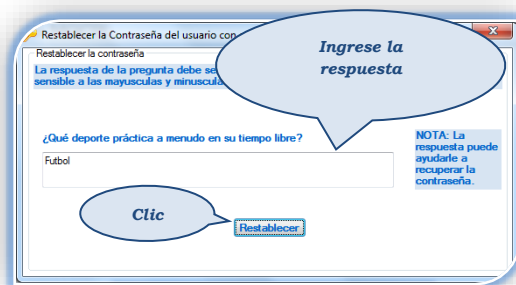 Restablecer la Contraseña del usuario con
Ingrese la
respuesta
Restablecer la contraseña
La respuesta de la pregunta debe se
sensible a las mayusculas y minuscula
¿Qué deporte práctica a menudo en su tiempo libre?
NOTA: La
respuesta puede
ayudarle a
recuperar la
contraseña.
Futbol
Clic
Restablecer